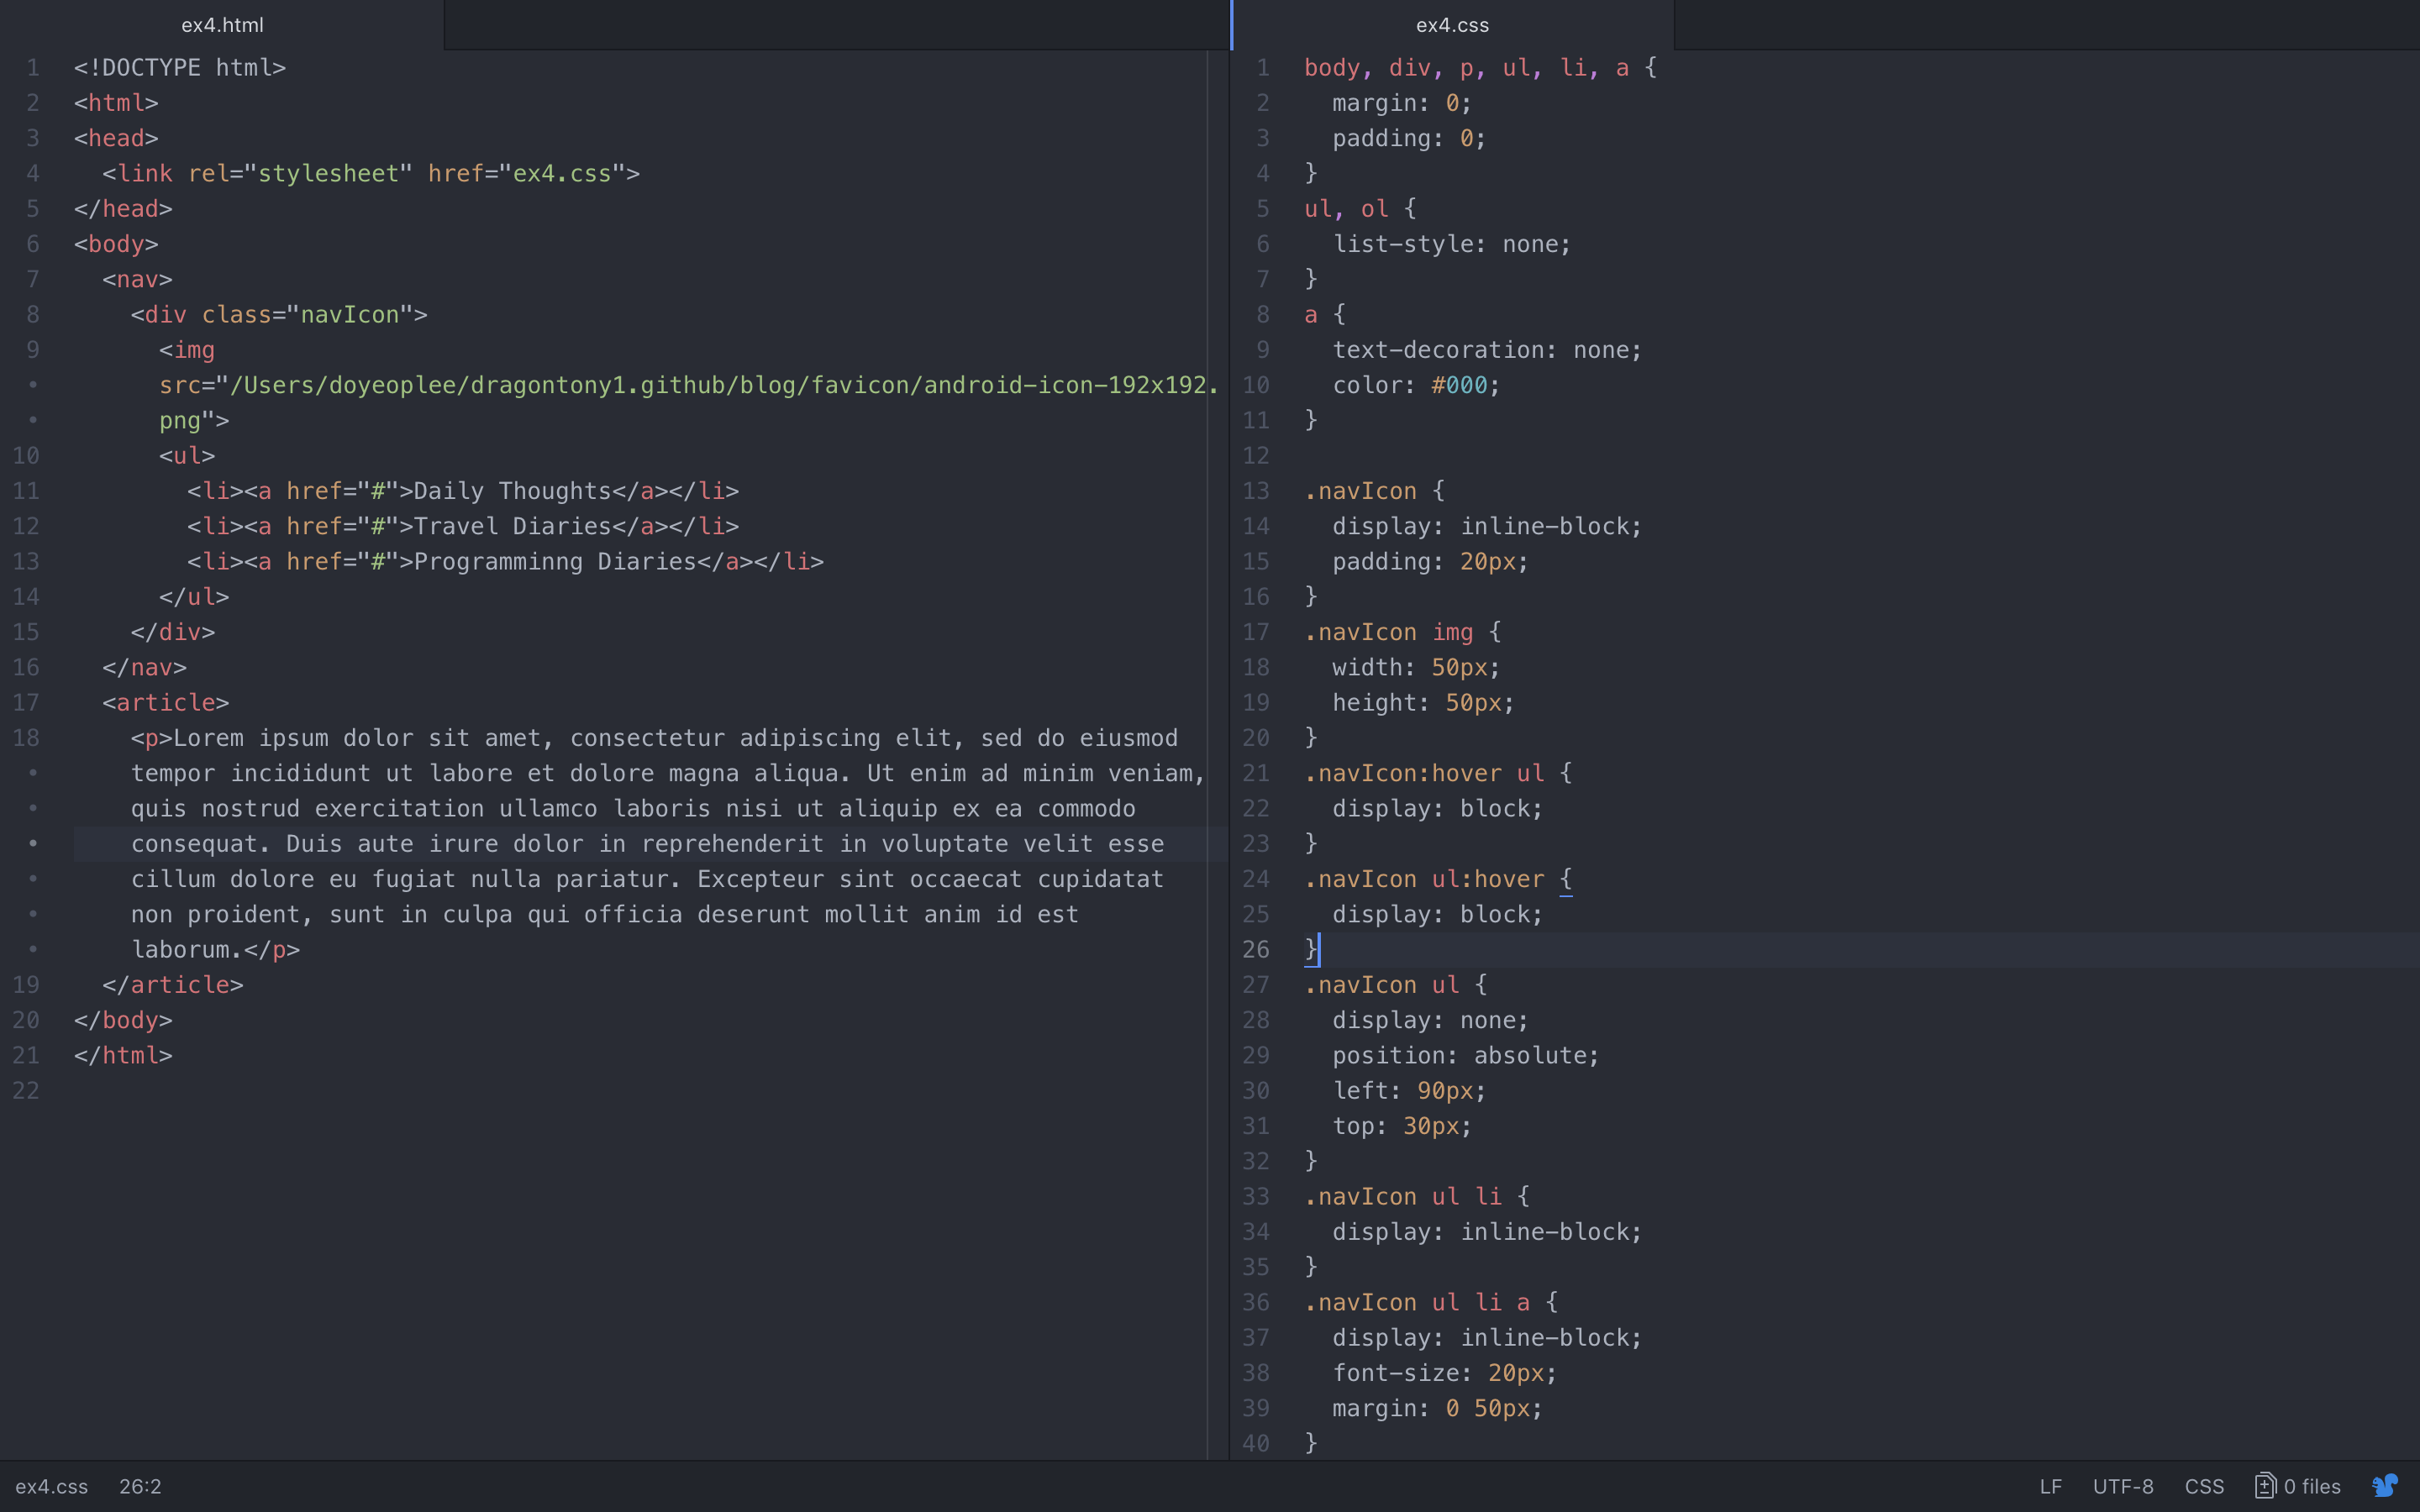 ex4.html
1 <!DOCTYPE html>
2 <html>
3 <head>
4   <link rel="stylesheet" href="ex4.css">
5 </head>
6 <body>
7   <nav>
8     <div class="navIcon">
9       <img
•       src="/Users/doyeoplee/dragontony1.github/blog/favicon/android-icon-192x192.
•       png">
10       <ul>
11         <li><a href="#">Daily Thoughts</a></li>
12         <li><a href="#">Travel Diaries</a></li>
13         <li><a href="#">Programminng Diaries</a></li>
14       </ul>
15     </div>
16   </nav>
17   <article>
18     <p>Lorem ipsum dolor sit amet, consectetur adipiscing elit, sed do eiusmod
•     tempor incididunt ut labore et dolore magna aliqua. Ut enim ad minim veniam,
•     quis nostrud exercitation ullamco laboris nisi ut aliquip ex ea commodo
•     consequat. Duis aute irure dolor in reprehenderit in voluptate velit esse
•     cillum dolore eu fugiat nulla pariatur. Excepteur sint occaecat cupidatat
•     non proident, sunt in culpa qui officia deserunt mollit anim id est
•     laborum.</p>
19   </article>
20 </body>
21 </html>
22
ex4.css
1 body, div, p, ul, li, a {
2   margin: 0;
3   padding: 0;
4 }
5 ul, ol {
6   list-style: none;
7 }
8 a {
9   text-decoration: none;
10   color: #000;
11 }
12
13 .navIcon {
14   display: inline-block;
15   padding: 20px;
16 }
17 .navIcon img {
18   width: 50px;
19   height: 50px;
20 }
21 .navIcon:hover ul {
22   display: block;
23 }
24 .navIcon ul:hover {
25   display: block;
26 }
27 .navIcon ul {
28   display: none;
29   position: absolute;
30   left: 90px;
31   top: 30px;
32 }
33 .navIcon ul li {
34   display: inline-block;
35 }
36 .navIcon ul li a {
37   display: inline-block;
38   font-size: 20px;
39   margin: 0 50px;
40 }
ex4.css 26:2 LF UTF-8 CSS 0 files